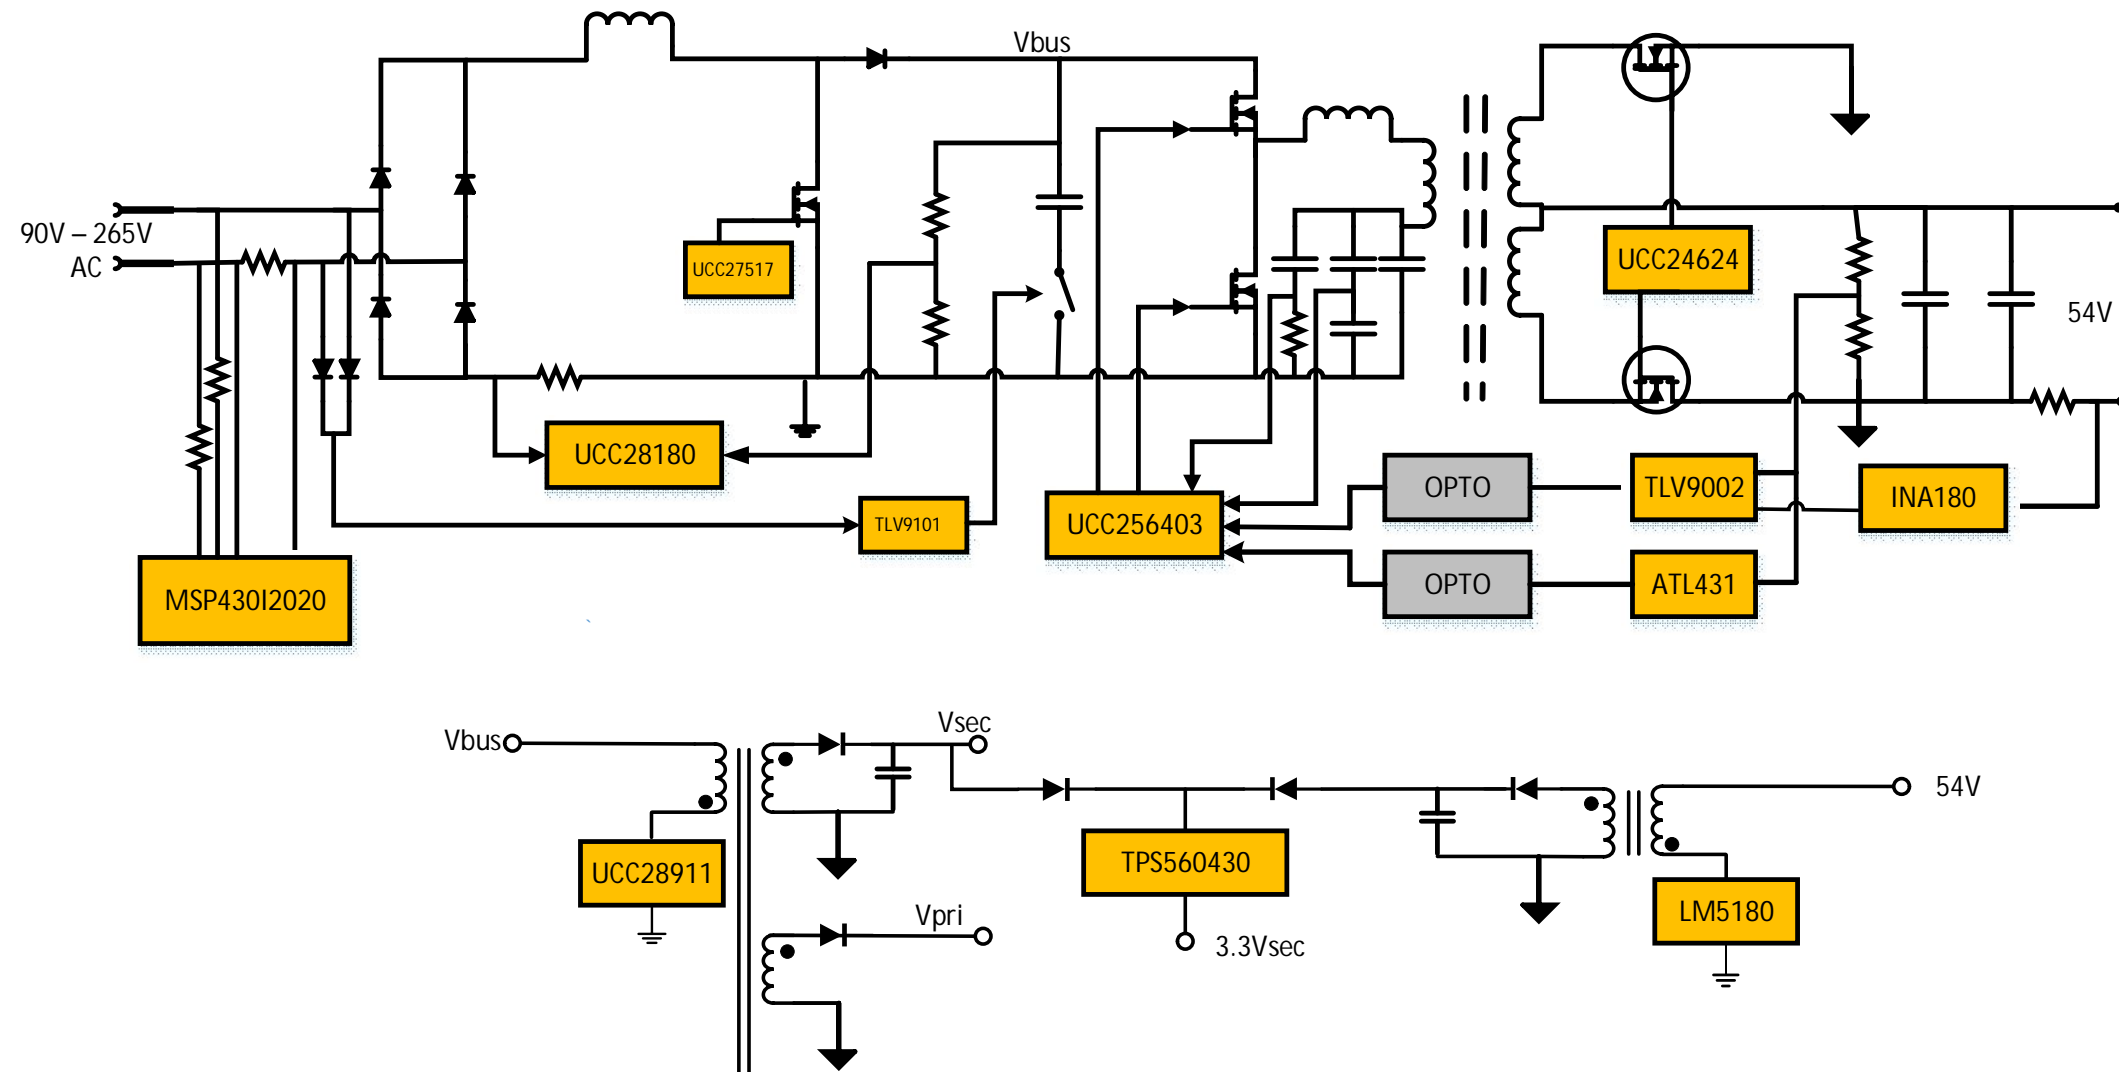 Vbus
90V – 265V
AC
UCC27517
UCC24624
54V
UCC28180
OPTO
TLV9002
INA180
TLV9101
UCC256403
OPTO
ATL431
MSP430I2020
Vbus
Vsec
54V
UCC28911
TPS560430
LM5180
Vpri
3.3Vsec